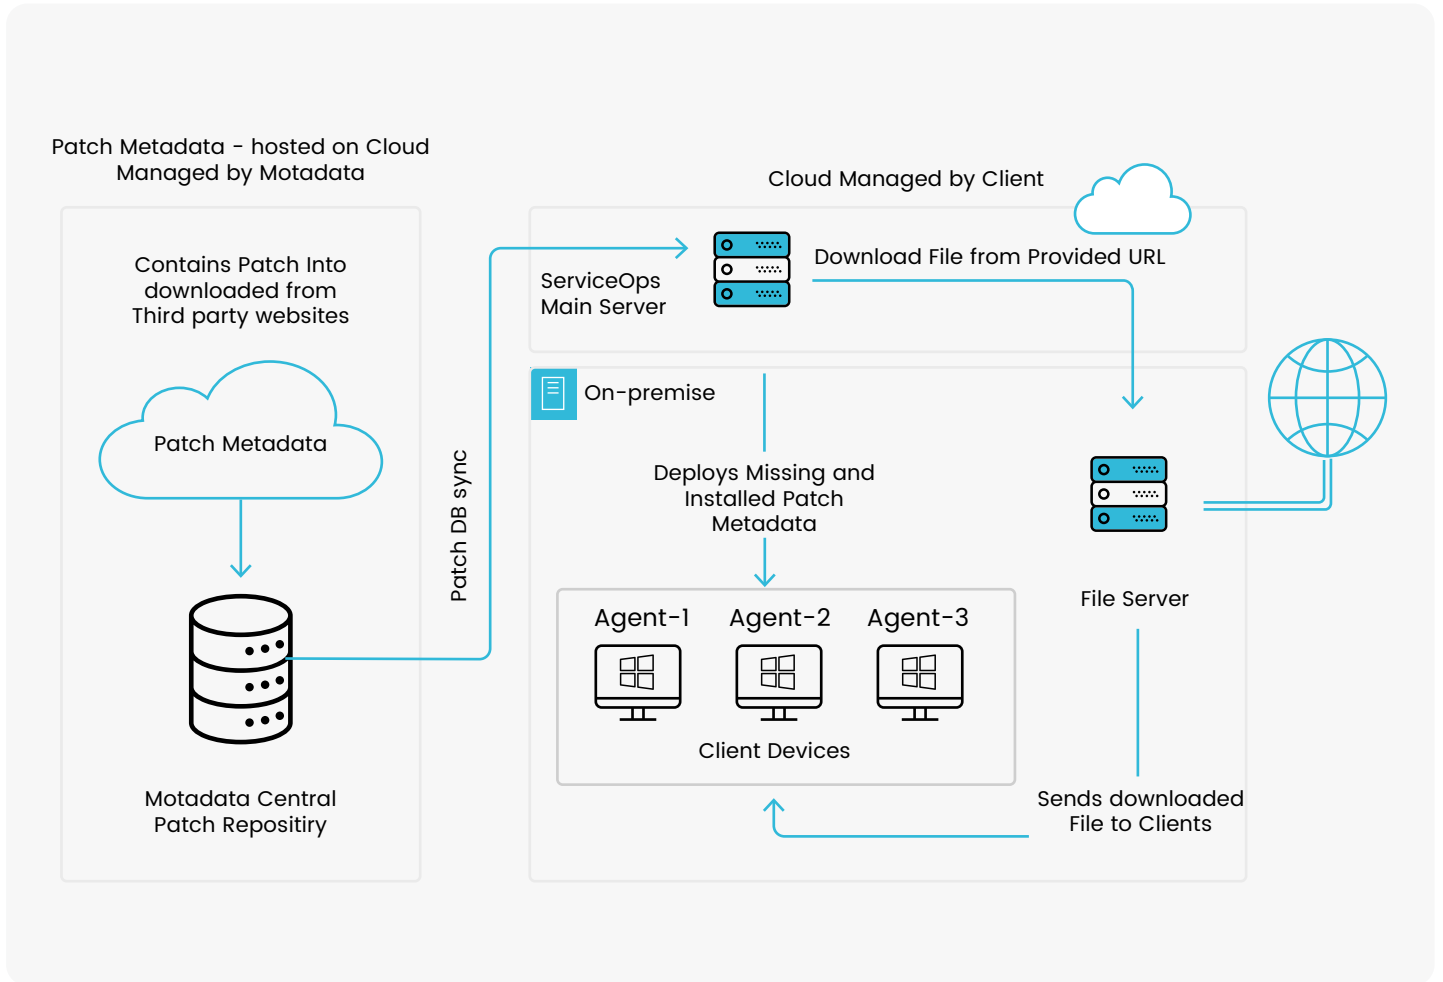 Patch Metadata - hosted on Cloud
Managed by Motadata
Contains Patch Into
downloaded from
Third party websites
Patch Metadata
Motadata Central
Patch Repositiry
Patch DB sync
Cloud Managed by Client
ServiceOps
Main Server
Download File from Provided URL
On-premise
Deploys Missing and
Installed Patch
Metadata
Agent-1
Agent-2
Agent-3
Client Devices
File Server
Sends downloaded
File to Clients